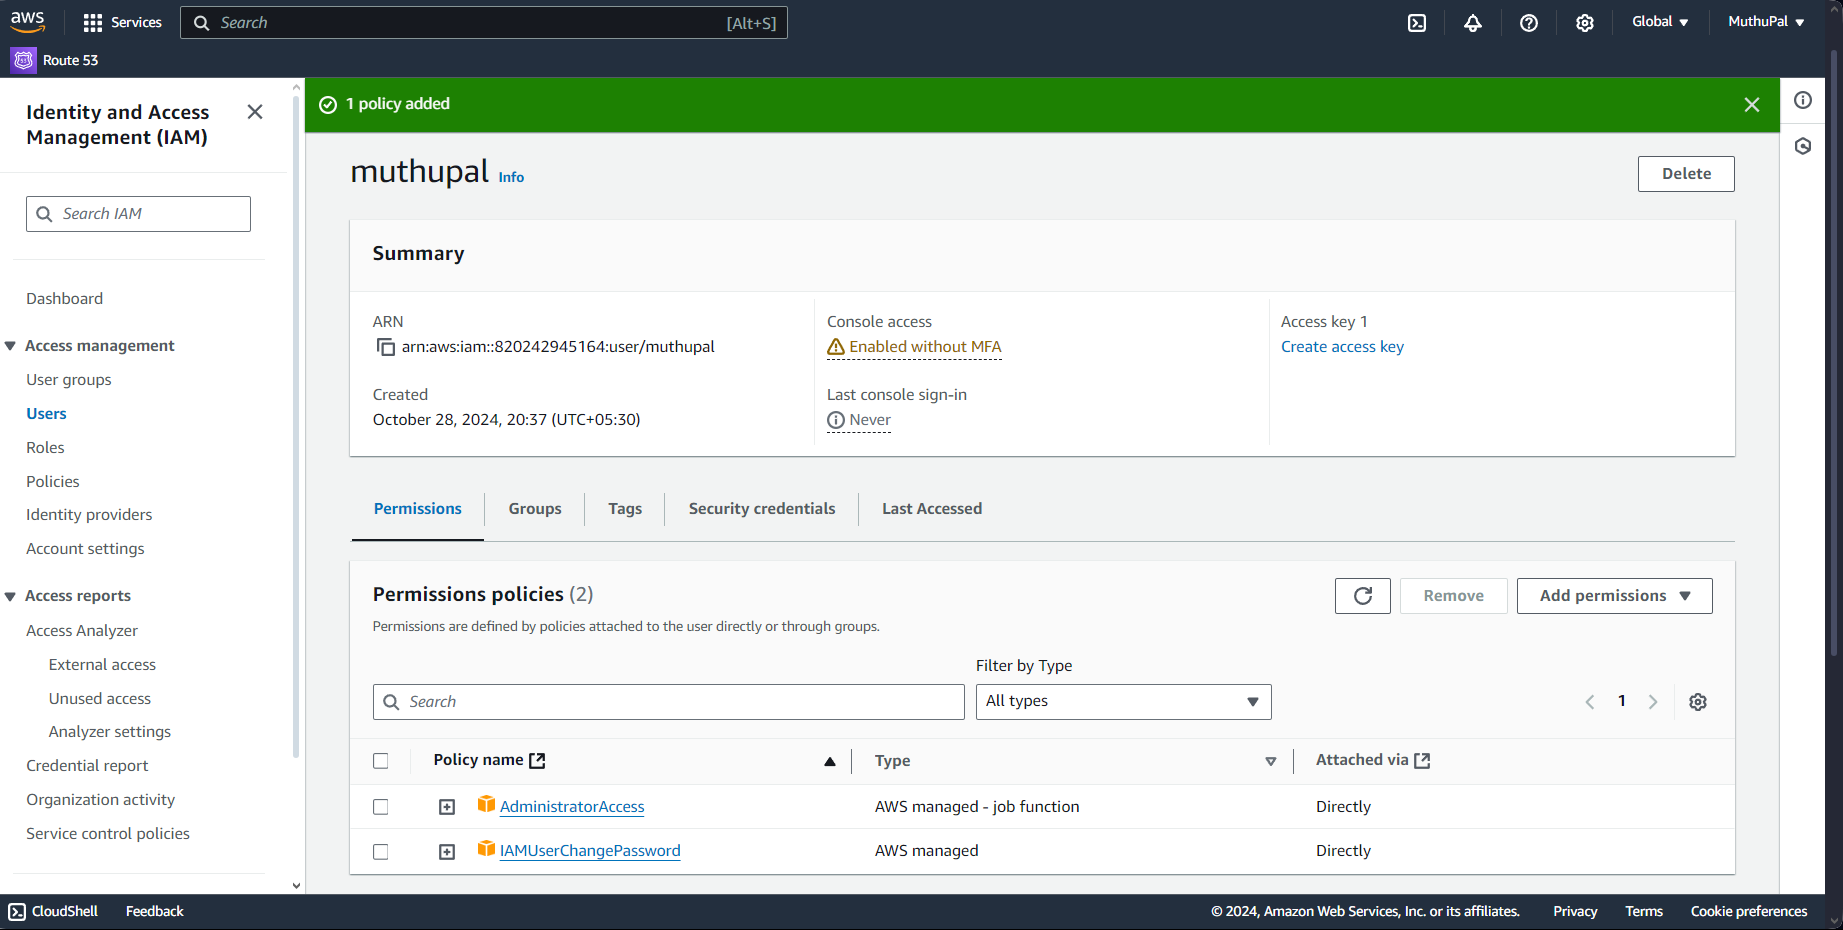 aws
Services
Search
[Alt+S]
Global
MuthuPal
Route 53
Identity and Access
Management (IAM)
Search IAM
Dashboard
Access management
User groups
Users
Roles
Policies
Identity providers
Account settings
Access reports
Access Analyzer
External access
Unused access
Analyzer settings
Credential report
Organization activity
Service control policies
1 policy added
muthupal Info
Delete
Summary
ARN
arn:aws:iam::820242945164:user/muthupal
Created
October 28, 2024, 20:37 (UTC+05:30)
Console access
Enabled without MFA
Last console sign-in
Never
Access key 1
Create access key
Permissions
Groups
Tags
Security credentials
Last Accessed
Permissions policies (2)
Permissions are defined by policies attached to the user directly or through groups.
Remove
Add permissions
Filter by Type
Search
All types
1
Policy name
Type
Attached via
AdministratorAccess
AWS managed - job function
Directly
IAMUserChangePassword
AWS managed
Directly
CloudShell
Feedback
© 2024, Amazon Web Services, Inc. or its affiliates.
Privacy
Terms
Cookie preferences